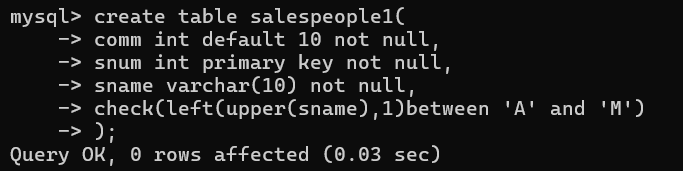 mysql> create table salespeople1(
    -> comm int default 10 not null,
    -> snum int primary key not null,
    -> sname varchar(10) not null,
    -> check(left(upper(sname),1)between 'A' and 'M')
    -> );
Query OK, 0 rows affected (0.03 sec)